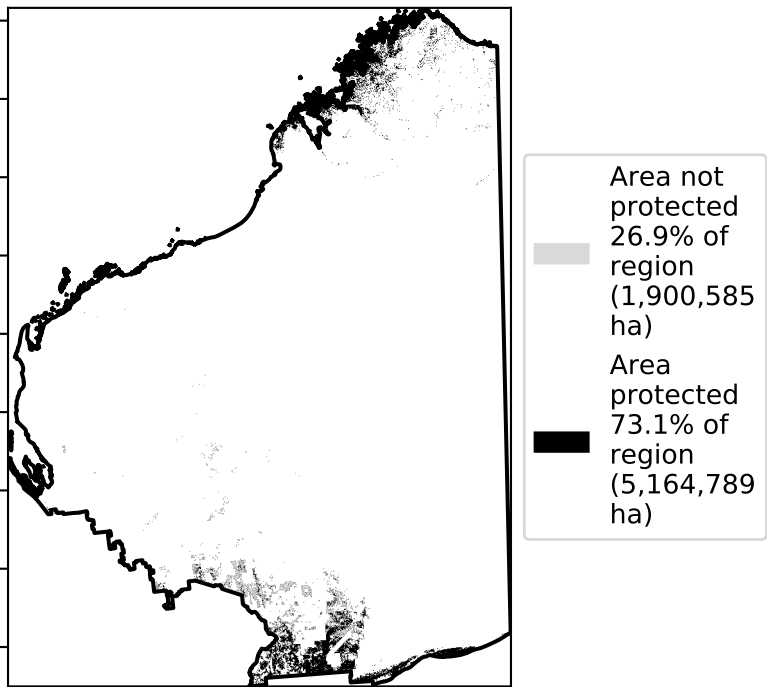 Area not
protected
26.9% of
region
(1,900,585
ha)
Area
protected
73.1% of
region
(5,164,789
ha)